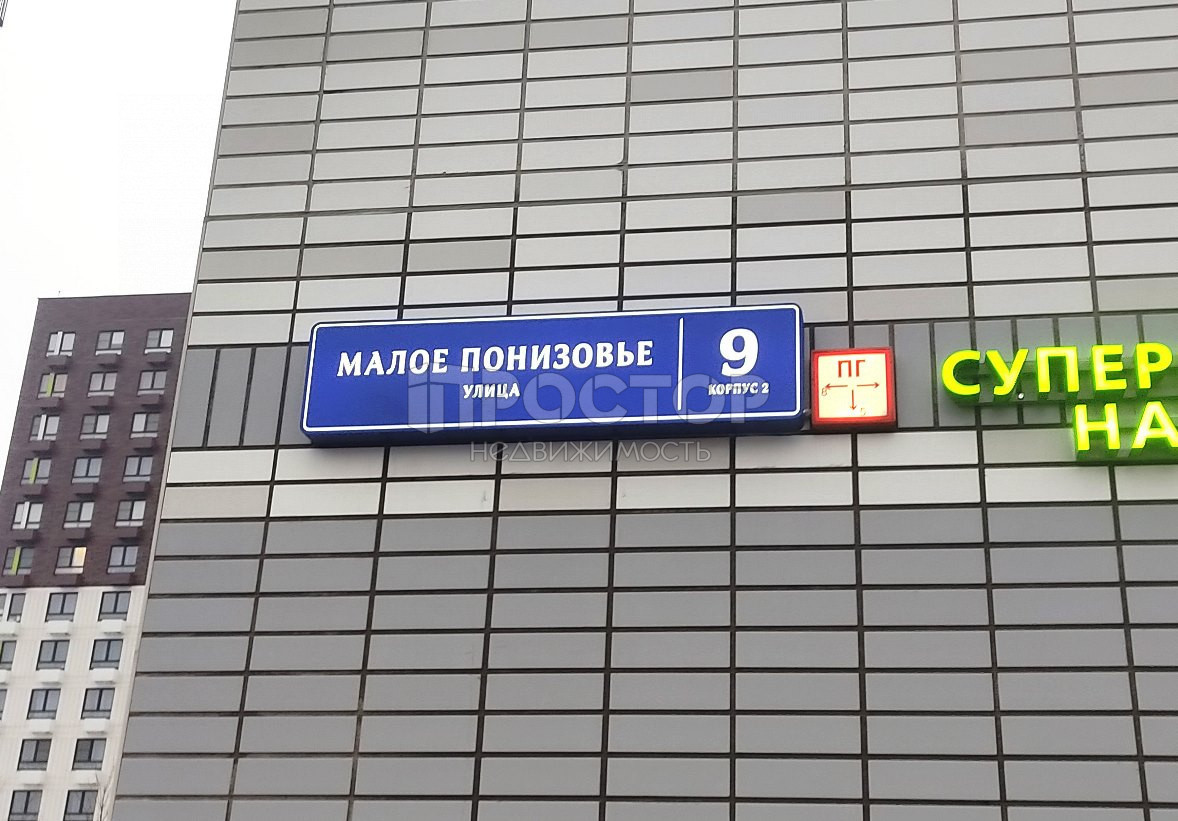 МАЛОЕ ПОНИЗОВЬЕ
УЛИЦА
9
КОРПУС 2
ПГ
СУПЕР
НА
ПРОСТОР
НЕДВИЖИМОСТЬ